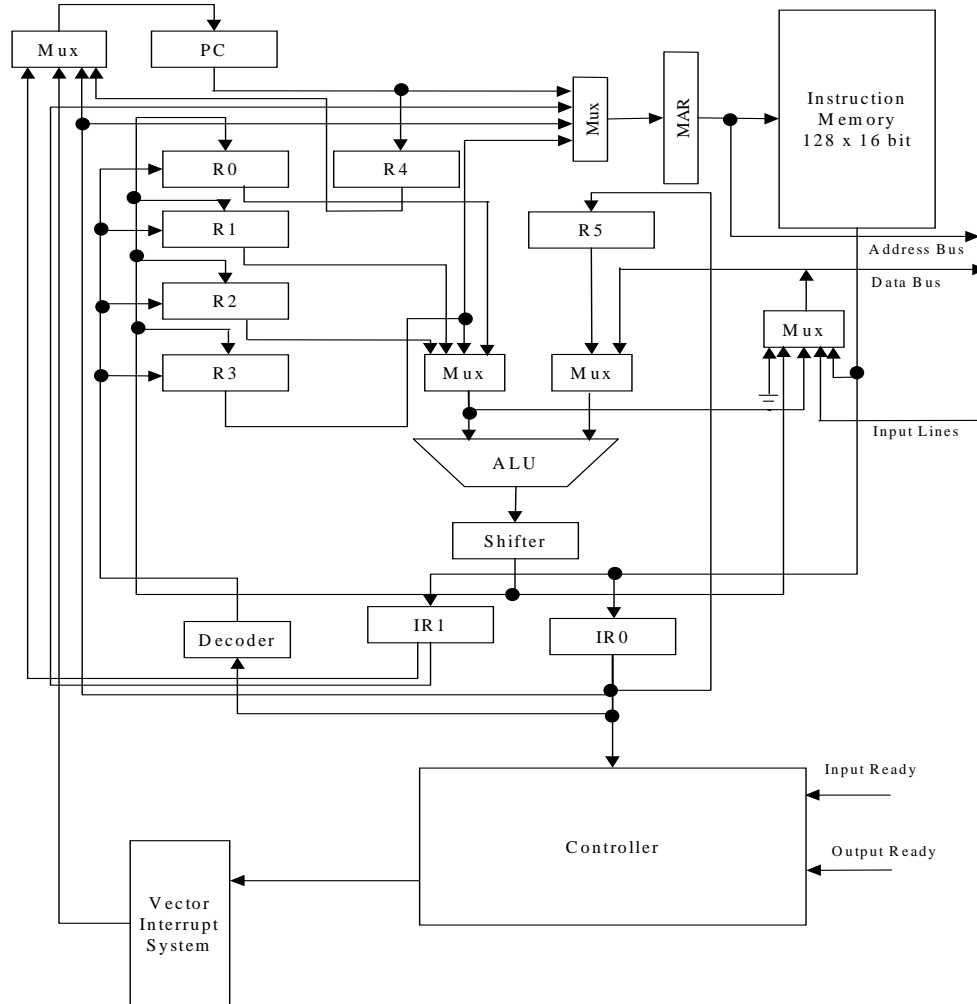 Mux
PC
Mux
MAR
Instruction
Memory
128 x 16 bit
R0
R4
R1
R5
Address Bus
R2
Data Bus
Mux
R3
Mux
Mux
Input Lines
ALU
Shifter
IR1
IR0
Decoder
Input Ready
Controller
Output Ready
Vector
Interrupt
System